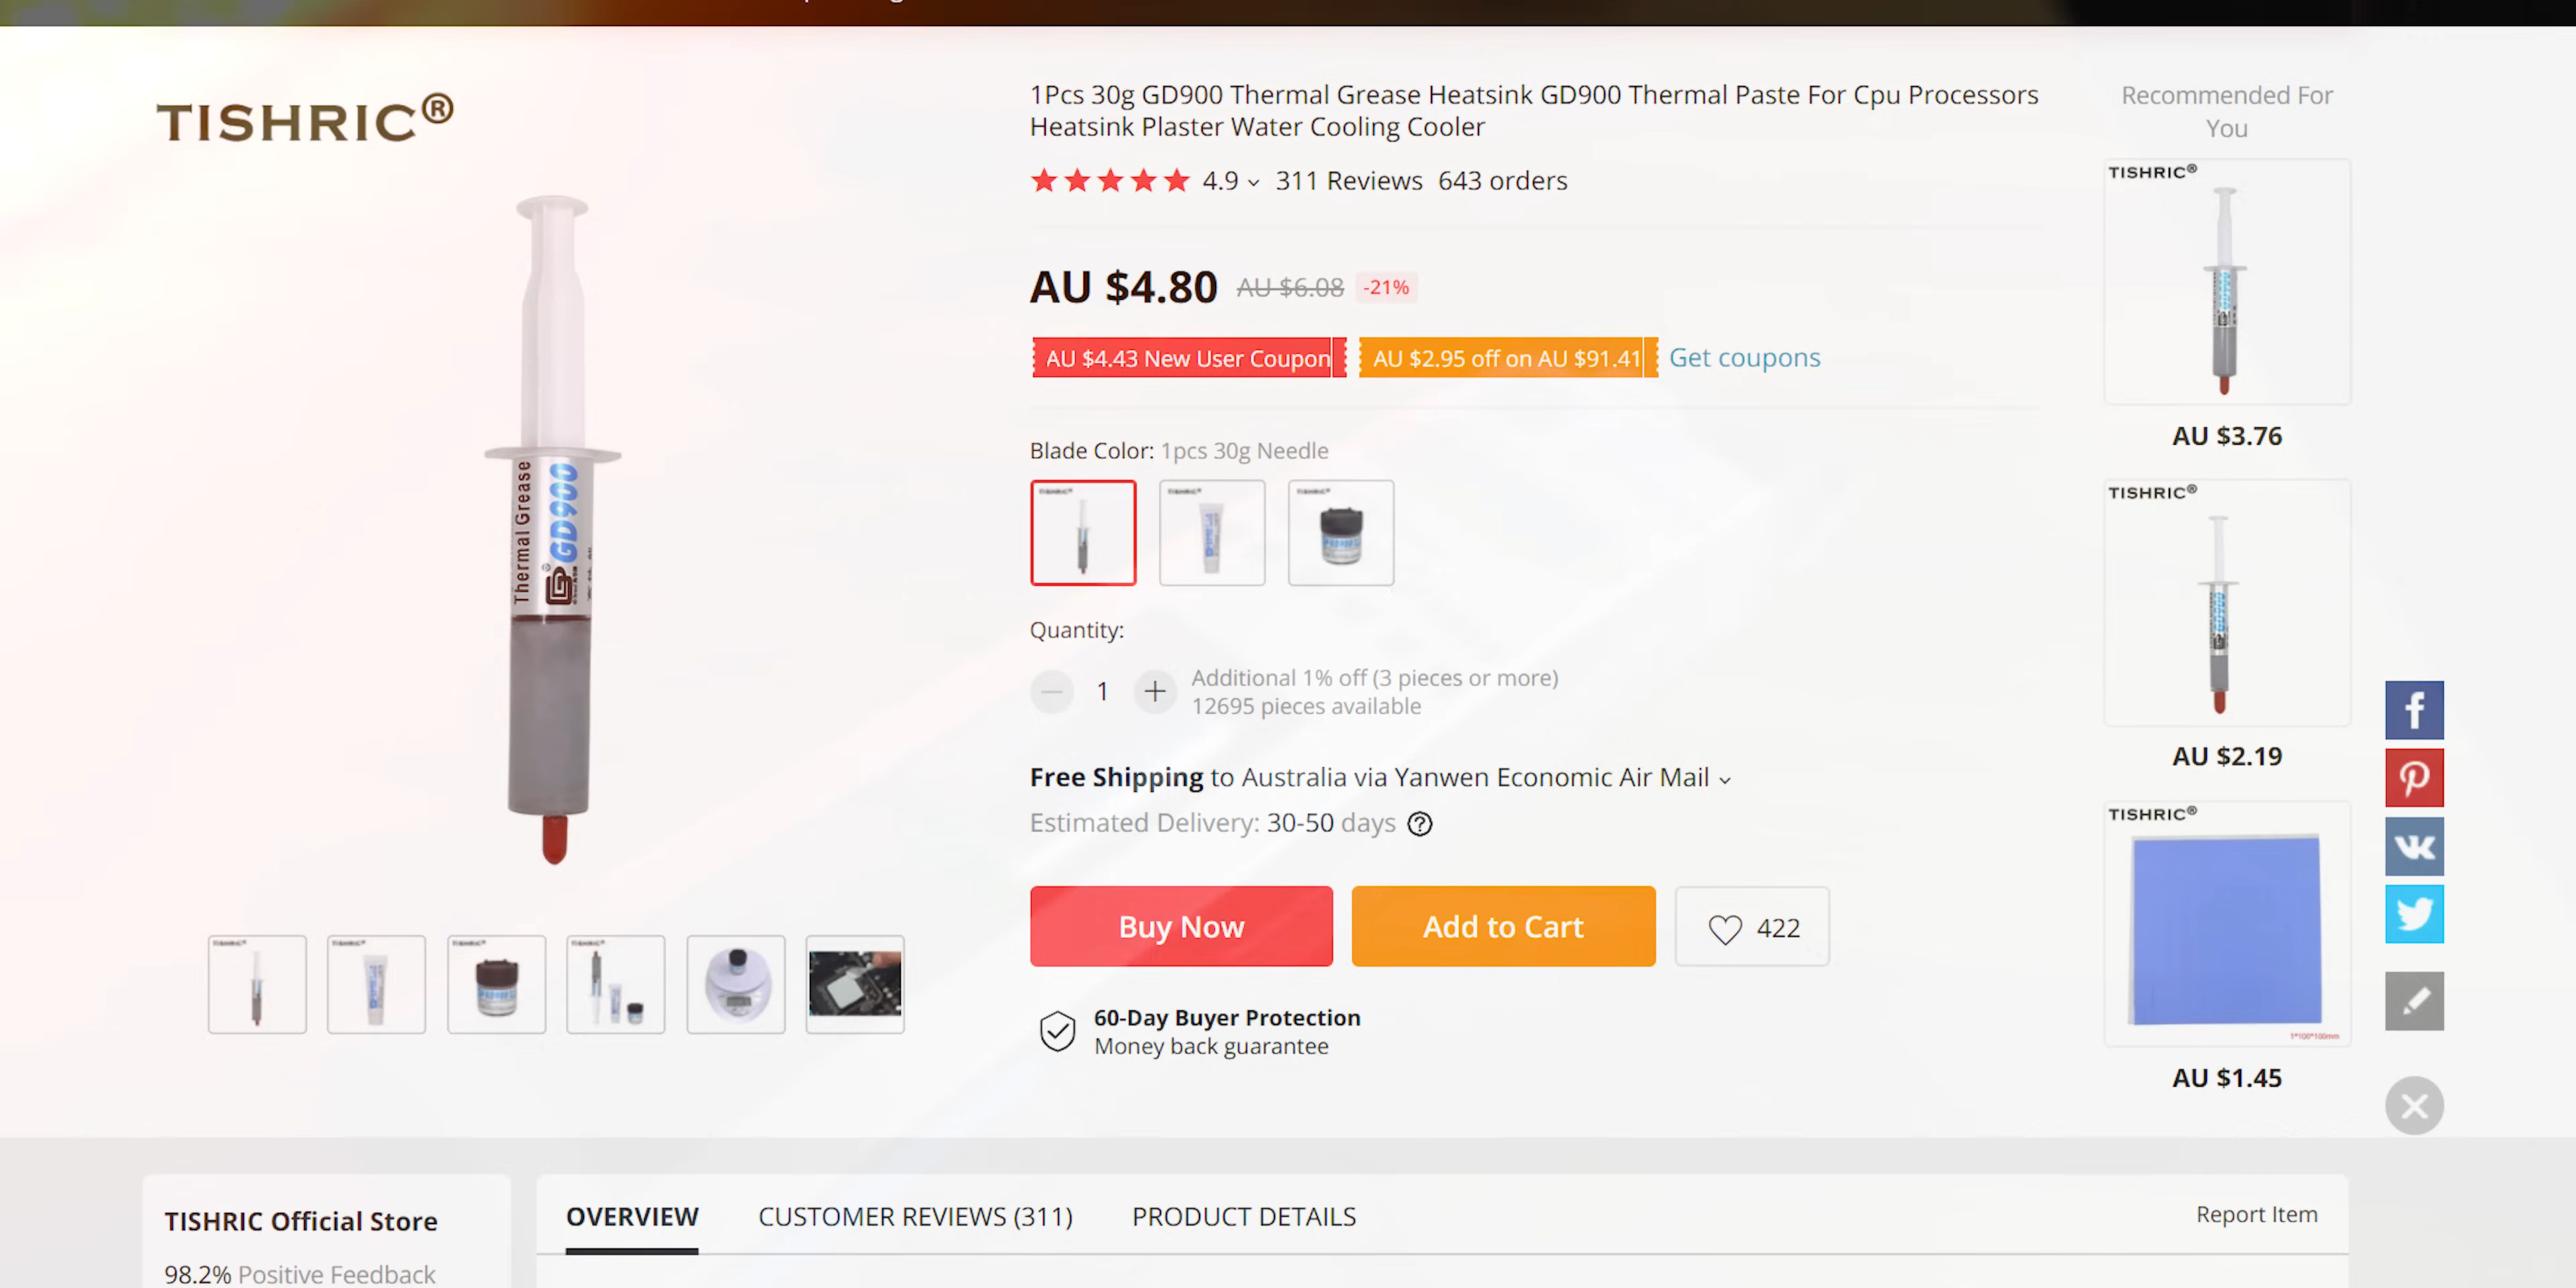 TISHRIC®
Thermal Grease
GD900
1Pcs 30g GD900 Thermal Grease Heatsink GD900 Thermal Paste For Cpu Processors
Heatsink Plaster Water Cooling Cooler
4.9 311 Reviews 643 orders
AU $4.80 AU $6.08 -21%
AU $4.43 New User Coupon AU $2.95 off on AU $91.41 Get coupons
Blade Color: 1pcs 30g Needle
Quantity:
1
Additional 1% off (3 pieces or more)
12695 pieces available
Free Shipping to Australia via Yanwen Economic Air Mail
Estimated Delivery: 30-50 days
Buy Now
Add to Cart
422
60-Day Buyer Protection
Money back guarantee
Recommended For
You
TISHRIC®
AU $3.76
TISHRIC®
AU $2.19
TISHRIC®
1*100*100mm
AU $1.45
TISHRIC Official Store
98.2% Positive Feedback
OVERVIEW CUSTOMER REVIEWS (311) PRODUCT DETAILS
Report Item